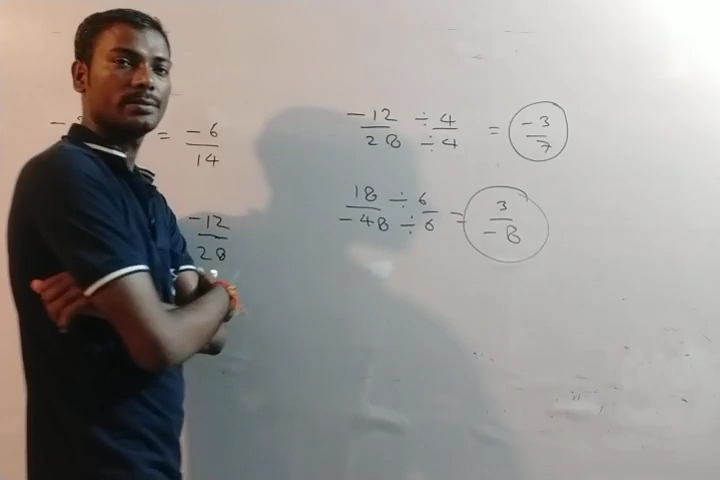 = -6/14
-12/28
-12/28 ÷4/÷4 = -3/7
18/-48 ÷6/÷6 = 3/-8